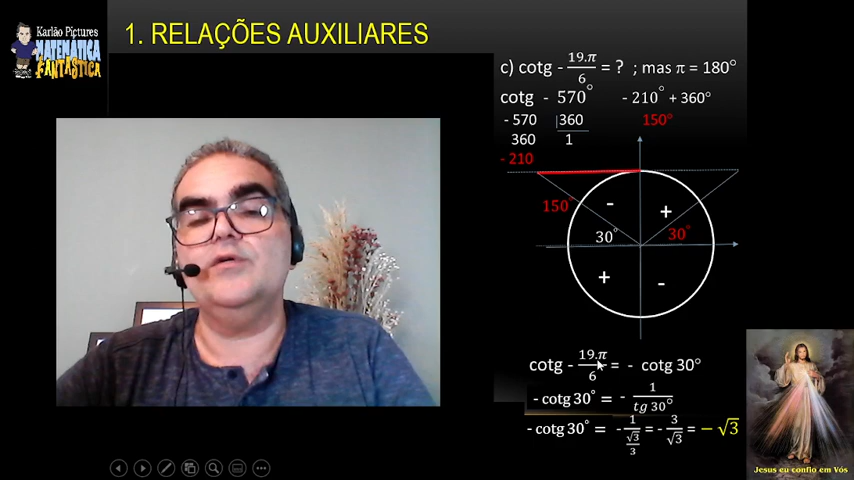 Karlão Pictures
MATEMÁTICA
FANTÁSTICA
1. RELAÇÕES AUXILIARES
c) cotg - 19.π/6 = ? ; mas π = 180°
cotg - 570° - 210° + 360°
- 570 |360 150°
360 1
- 210
150°
- +
30° 30°
+ -
cotg - 19.π/6 = - cotg 30°
- cotg 30° = - 1/tg 30°
- cotg 30° = - 1/(√3/3) = - 3/√3 = - √3
Jesus eu confio em Vós